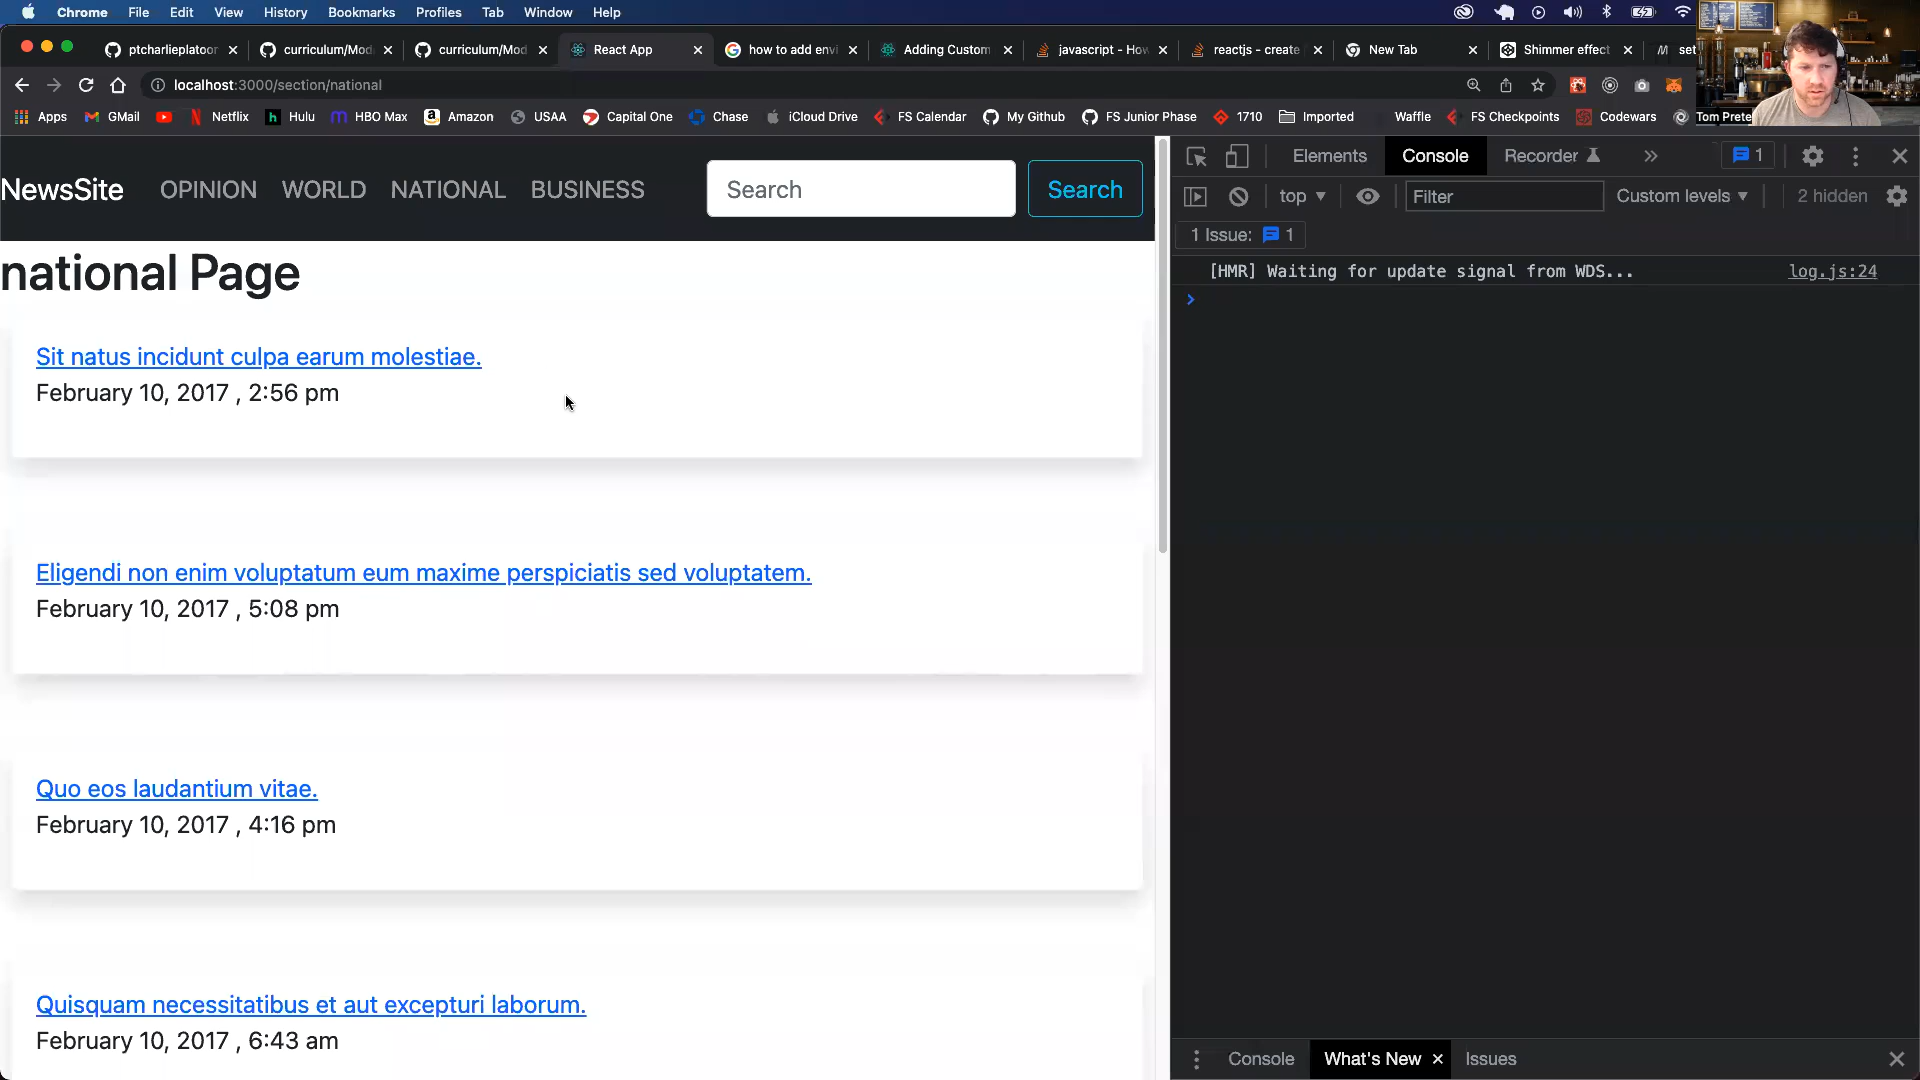 Chrome File Edit View History Bookmarks Profiles Tab Window Help
ptcharlieplatoor
curriculum/Mod
curriculum/Mod
React App
how to add envi
Adding Custom
javascript - How
reactjs - create
New Tab
Shimmer effect
set
localhost:3000/section/national
Apps GMail Netflix Hulu HBO Max Amazon USAA Capital One Chase iCloud Drive FS Calendar My Github FS Junior Phase 1710 Imported Waffle FS Checkpoints Codewars
Tom Prete
NewsSite OPINION WORLD NATIONAL BUSINESS Search Search
national Page
Sit natus incidunt culpa earum molestiae.
February 10, 2017 , 2:56 pm
Eligendi non enim voluptatum eum maxime perspiciatis sed voluptatem.
February 10, 2017 , 5:08 pm
Quo eos laudantium vitae.
February 10, 2017 , 4:16 pm
Quisquam necessitatibus et aut excepturi laborum.
February 10, 2017 , 6:43 am
Elements Console Recorder 1
top Filter Custom levels 2 hidden
1 Issue: 1
[HMR] Waiting for update signal from WDS... log.js:24
Console What's New Issues